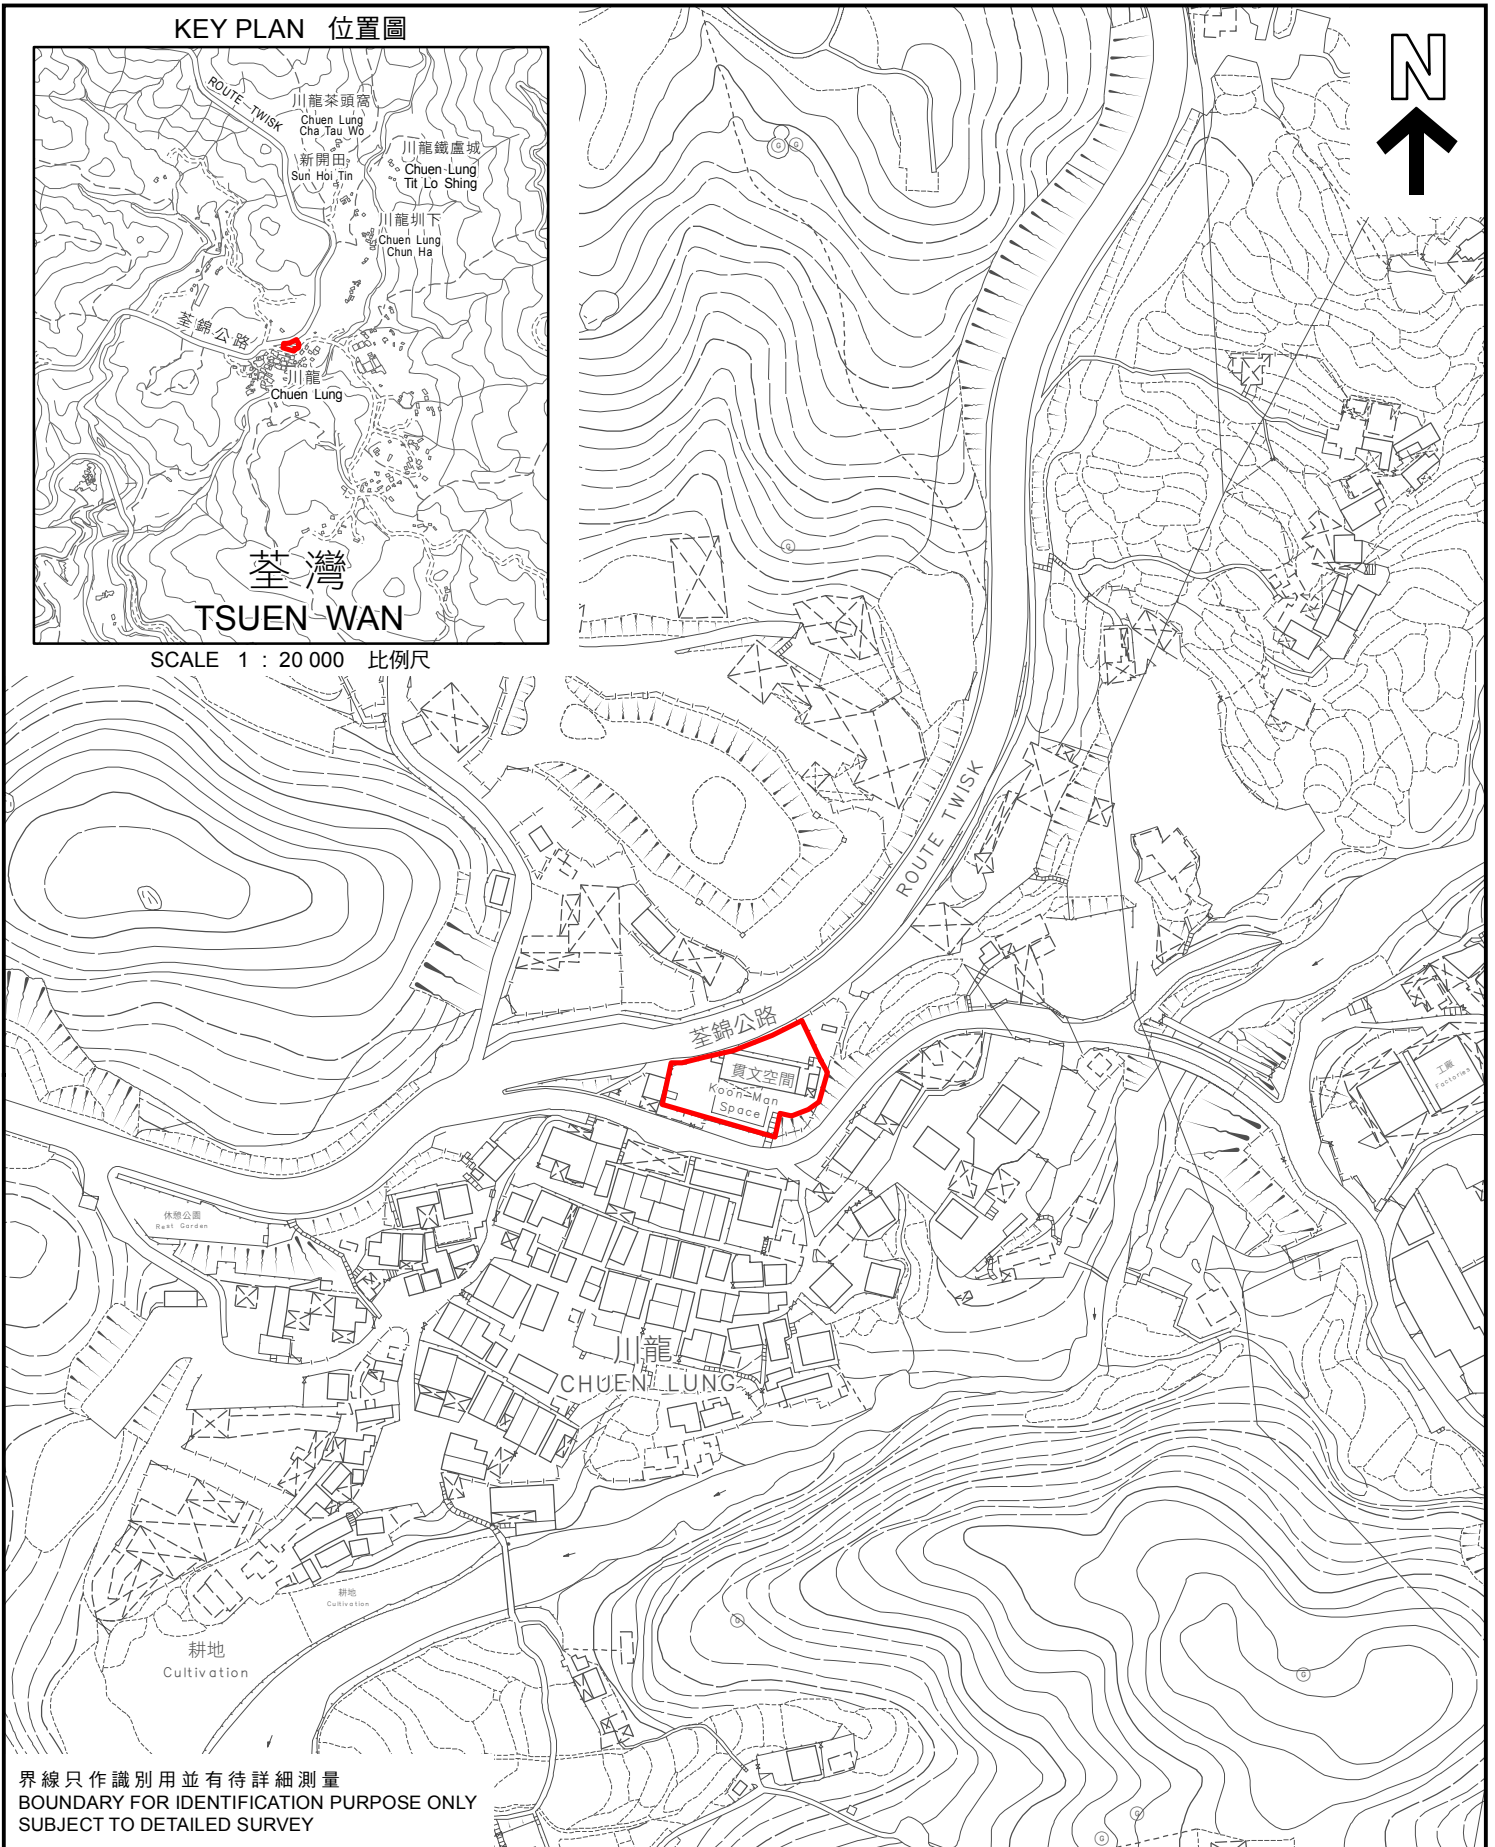 KEY PLAN 位置圖
ROUTE TWISK
川龍茶頭窩
Chuen Lung
Cha Tau Wo
新開田
Sun Hoi Tin
川龍鐵盧城
Chuen Lung
Tit Lo Shing
川龍圳下
Chuen Lung
Chun Ha
荃錦公路
川龍
Chuen Lung
荃灣
TSUEN WAN
SCALE 1 : 20 000 比例尺
N
G
G
G
ROUTE TWISK
荃錦公路
貫文空間
Koon Man
Space
工廠
Factories
休憩公園
Rest Garden
川龍
CHUEN LUNG
耕地
Cultivation
耕地
Cultivation
G
G
G
G
界線只作識別用並有待詳細測量
BOUNDARY FOR IDENTIFICATION PURPOSE ONLY
SUBJECT TO DETAILED SURVEY